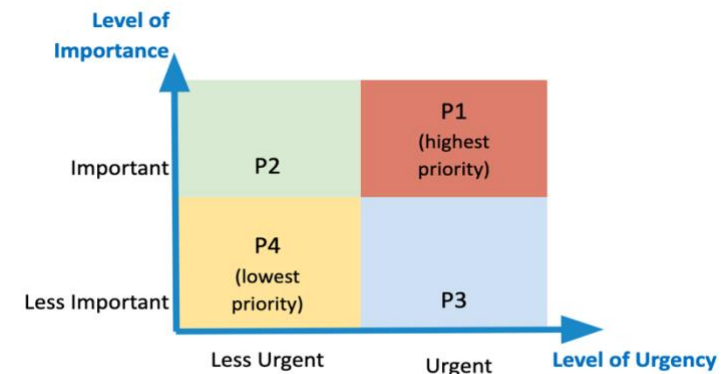 Level of
Importance
Important
P2
P1
(highest
priority)
Less Important
P4
(lowest
priority)
P3
Less Urgent
Urgent
Level of Urgency